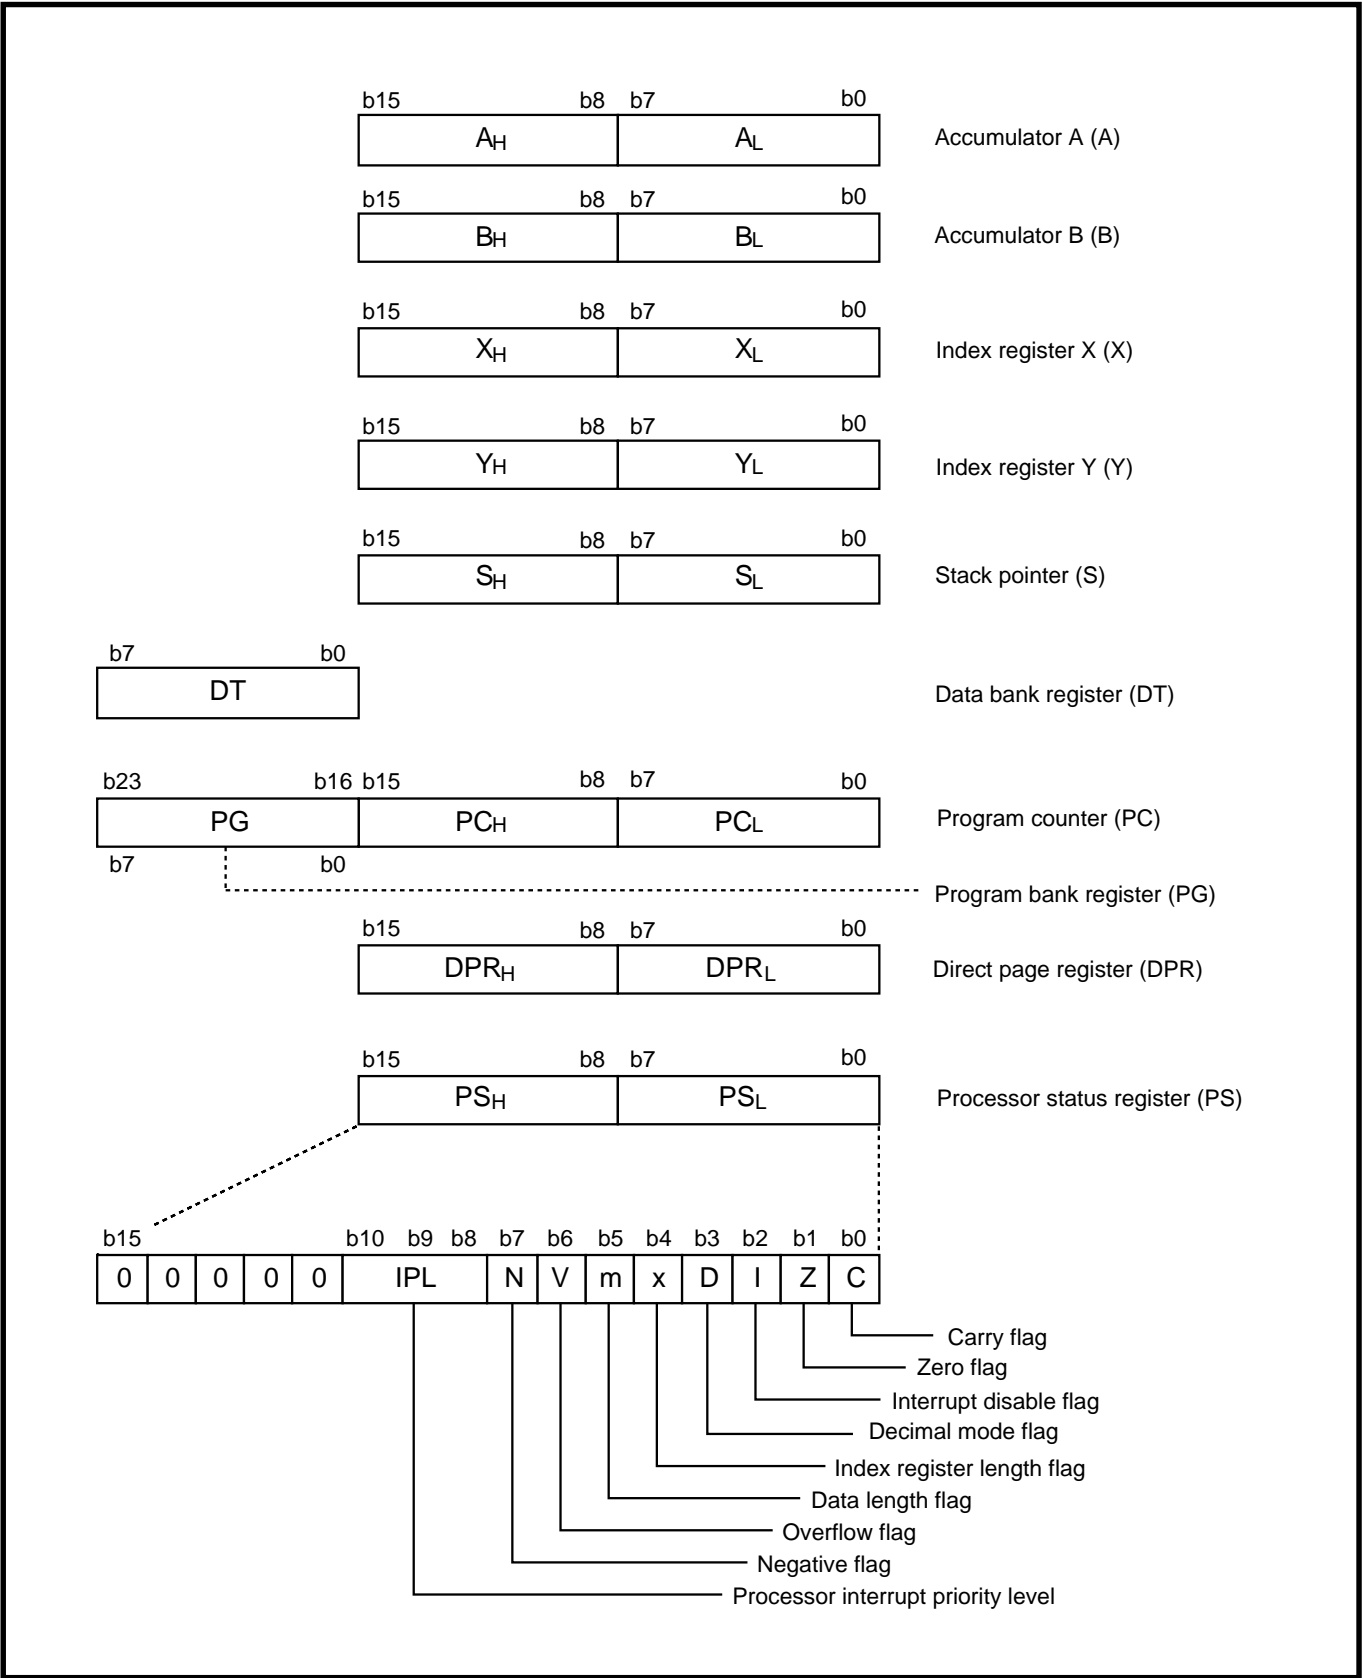 b15 b8 b7 b0
AH AL Accumulator A (A)
b15 b8 b7 b0
BH BL Accumulator B (B)
b15 b8 b7 b0
XH XL Index register X (X)
b15 b8 b7 b0
YH YL Index register Y (Y)
b15 b8 b7 b0
SH SL Stack pointer (S)
b7 b0
DT Data bank register (DT)
b23 b16 b15 b8 b7 b0
PG PCH PCL Program counter (PC)
b7 b0
Program bank register (PG)
b15 b8 b7 b0
DPRH DPRL Direct page register (DPR)
b15 b8 b7 b0
PSH PSL Processor status register (PS)
b15 b10 b9 b8 b7 b6 b5 b4 b3 b2 b1 b0
0 0 0 0 0 IPL N V m x D I Z C
Carry flag
Zero flag
Interrupt disable flag
Decimal mode flag
Index register length flag
Data length flag
Overflow flag
Negative flag
Processor interrupt priority level